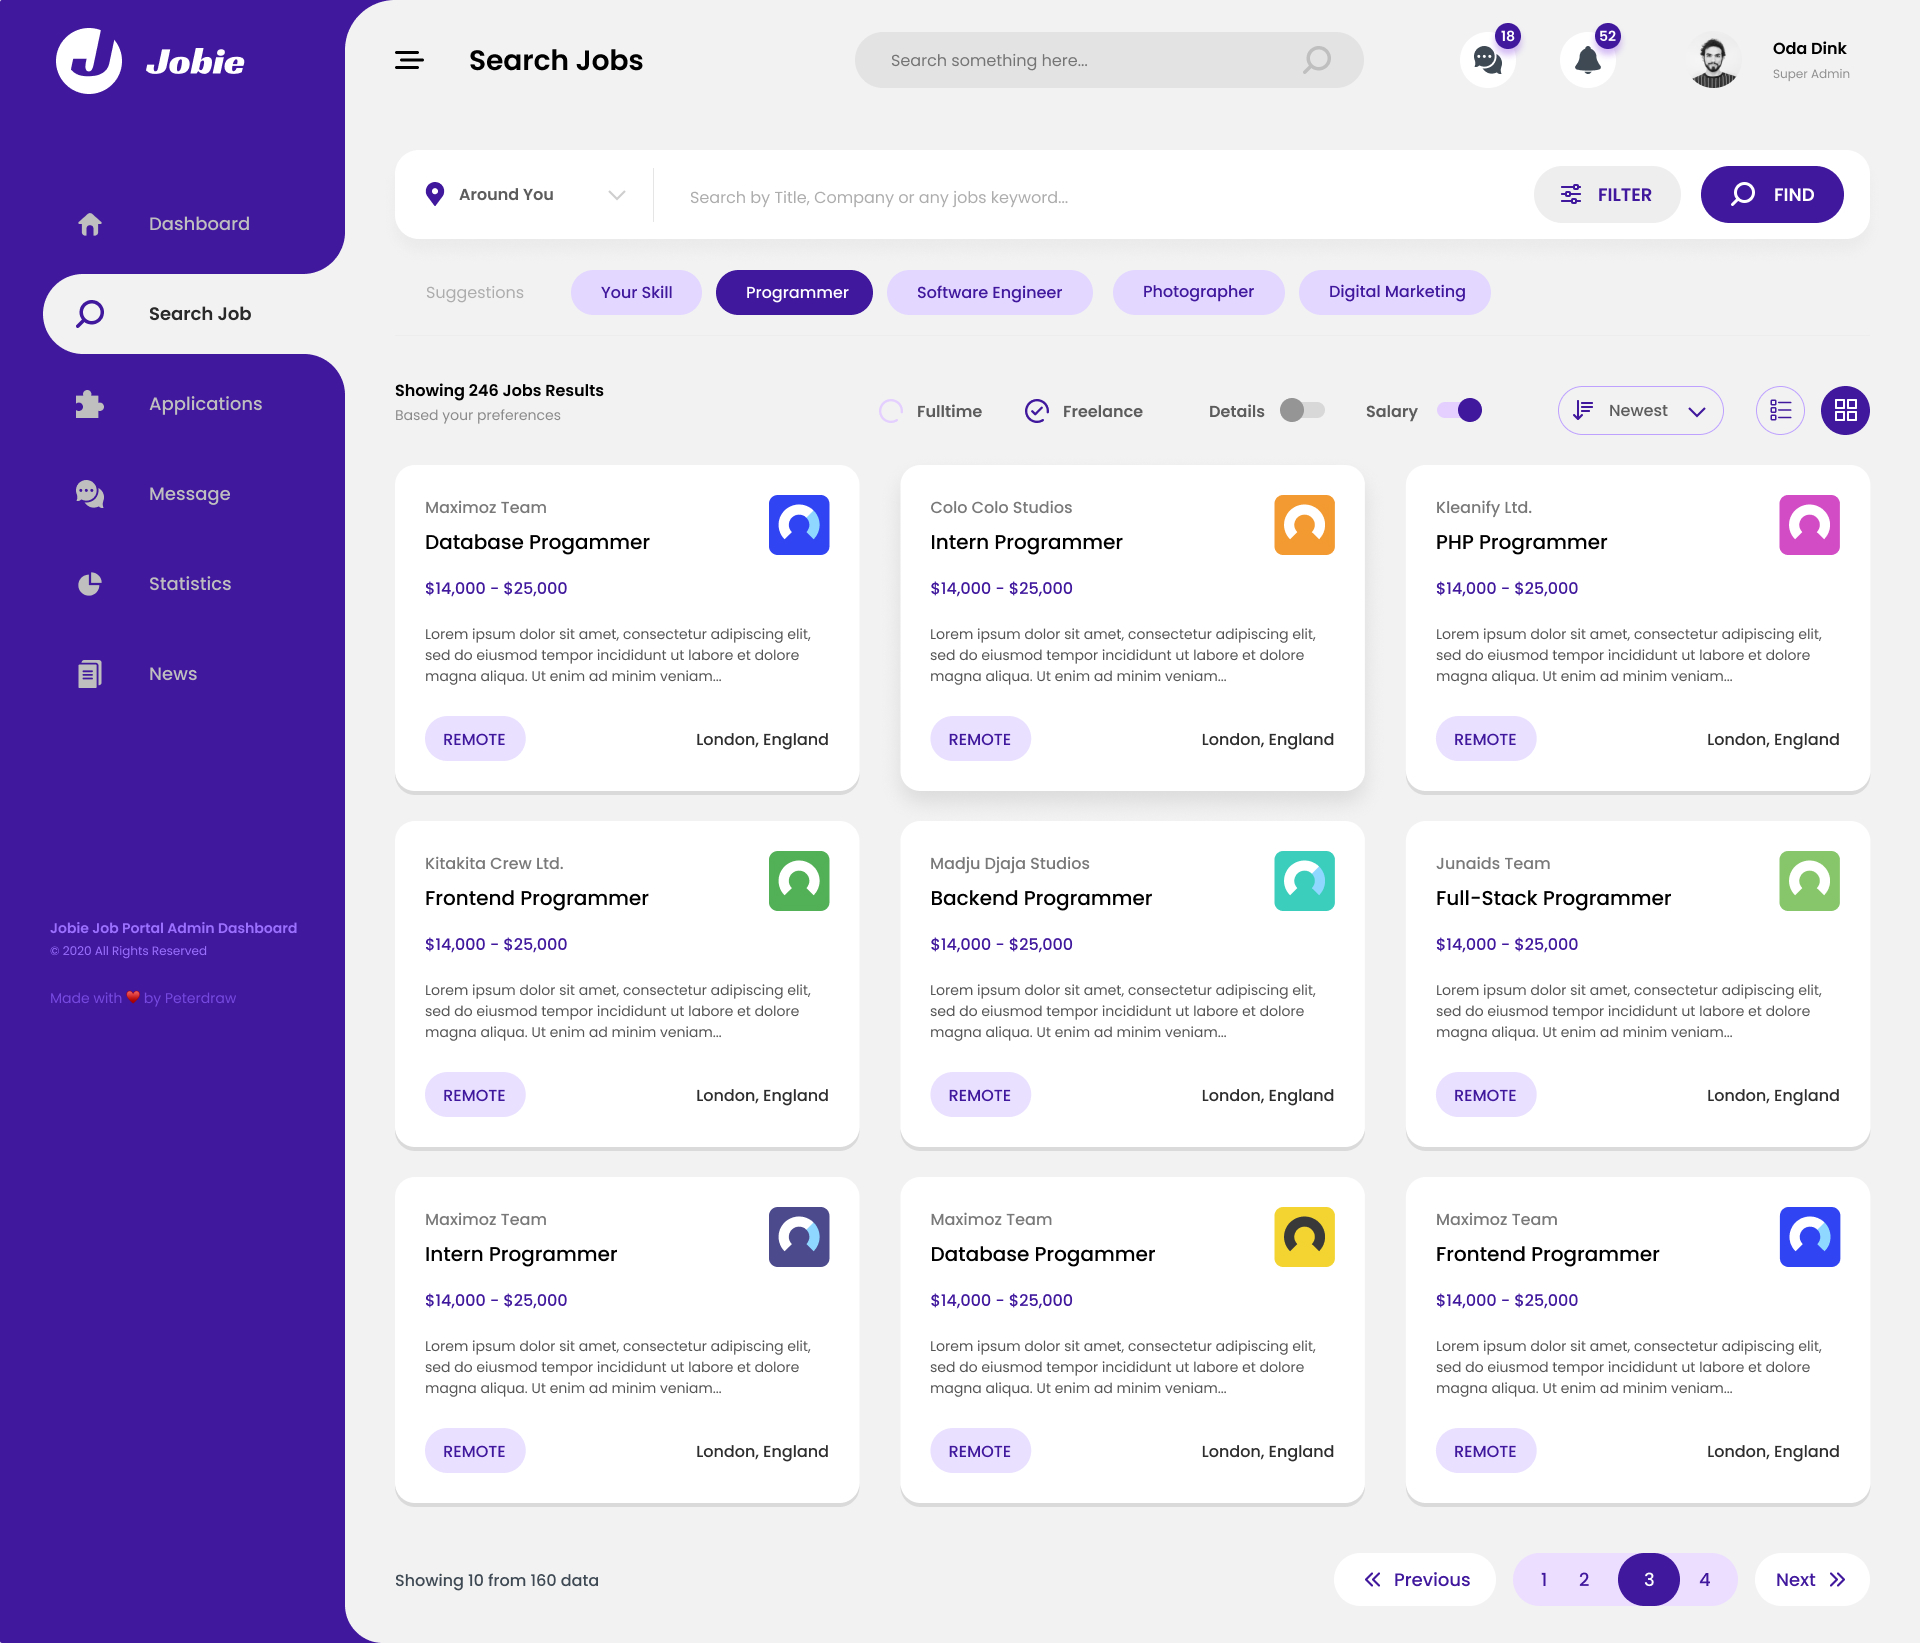 Jobie
Search Jobs
Search something here...
18
52
Oda Dink
Super Admin
Dashboard
Search Job
Applications
Message
Statistics
News
Jobie Job Portal Admin Dashboard
© 2020 All Rights Reserved
Made with ❤️ by Peterdraw
Around You
Search by Title, Company or any jobs keyword...
FILTER
FIND
Suggestions
Your Skill
Programmer
Software Engineer
Photographer
Digital Marketing
Showing 246 Jobs Results
Based your preferences
Fulltime
Freelance
Details
Salary
Newest
Maximoz Team
Database Progammer
$14,000 - $25,000
Lorem ipsum dolor sit amet, consectetur adipiscing elit,
sed do eiusmod tempor incididunt ut labore et dolore
magna aliqua. Ut enim ad minim veniam...
REMOTE
London, England
Colo Colo Studios
Intern Programmer
$14,000 - $25,000
Lorem ipsum dolor sit amet, consectetur adipiscing elit,
sed do eiusmod tempor incididunt ut labore et dolore
magna aliqua. Ut enim ad minim veniam...
REMOTE
London, England
Kleanify Ltd.
PHP Programmer
$14,000 - $25,000
Lorem ipsum dolor sit amet, consectetur adipiscing elit,
sed do eiusmod tempor incididunt ut labore et dolore
magna aliqua. Ut enim ad minim veniam...
REMOTE
London, England
Kitakita Crew Ltd.
Frontend Programmer
$14,000 - $25,000
Lorem ipsum dolor sit amet, consectetur adipiscing elit,
sed do eiusmod tempor incididunt ut labore et dolore
magna aliqua. Ut enim ad minim veniam...
REMOTE
London, England
Madju Djaja Studios
Backend Programmer
$14,000 - $25,000
Lorem ipsum dolor sit amet, consectetur adipiscing elit,
sed do eiusmod tempor incididunt ut labore et dolore
magna aliqua. Ut enim ad minim veniam...
REMOTE
London, England
Junaids Team
Full-Stack Programmer
$14,000 - $25,000
Lorem ipsum dolor sit amet, consectetur adipiscing elit,
sed do eiusmod tempor incididunt ut labore et dolore
magna aliqua. Ut enim ad minim veniam...
REMOTE
London, England
Maximoz Team
Intern Programmer
$14,000 - $25,000
Lorem ipsum dolor sit amet, consectetur adipiscing elit,
sed do eiusmod tempor incididunt ut labore et dolore
magna aliqua. Ut enim ad minim veniam...
REMOTE
London, England
Maximoz Team
Database Progammer
$14,000 - $25,000
Lorem ipsum dolor sit amet, consectetur adipiscing elit,
sed do eiusmod tempor incididunt ut labore et dolore
magna aliqua. Ut enim ad minim veniam...
REMOTE
London, England
Maximoz Team
Frontend Programmer
$14,000 - $25,000
Lorem ipsum dolor sit amet, consectetur adipiscing elit,
sed do eiusmod tempor incididunt ut labore et dolore
magna aliqua. Ut enim ad minim veniam...
REMOTE
London, England
Showing 10 from 160 data
Previous
1 2 3 4
Next